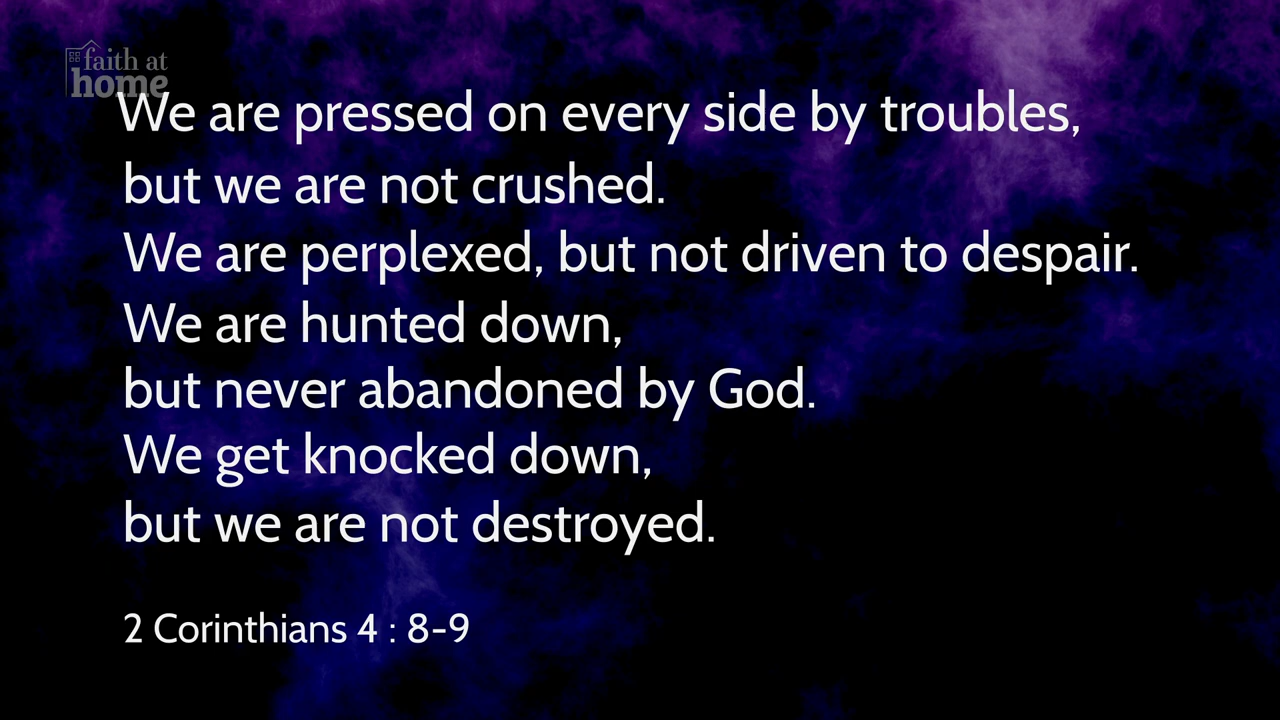 faith at
home
We are pressed on every side by troubles,
but we are not crushed.
We are perplexed, but not driven to despair.
We are hunted down,
but never abandoned by God.
We get knocked down,
but we are not destroyed.
2 Corinthians 4 : 8-9